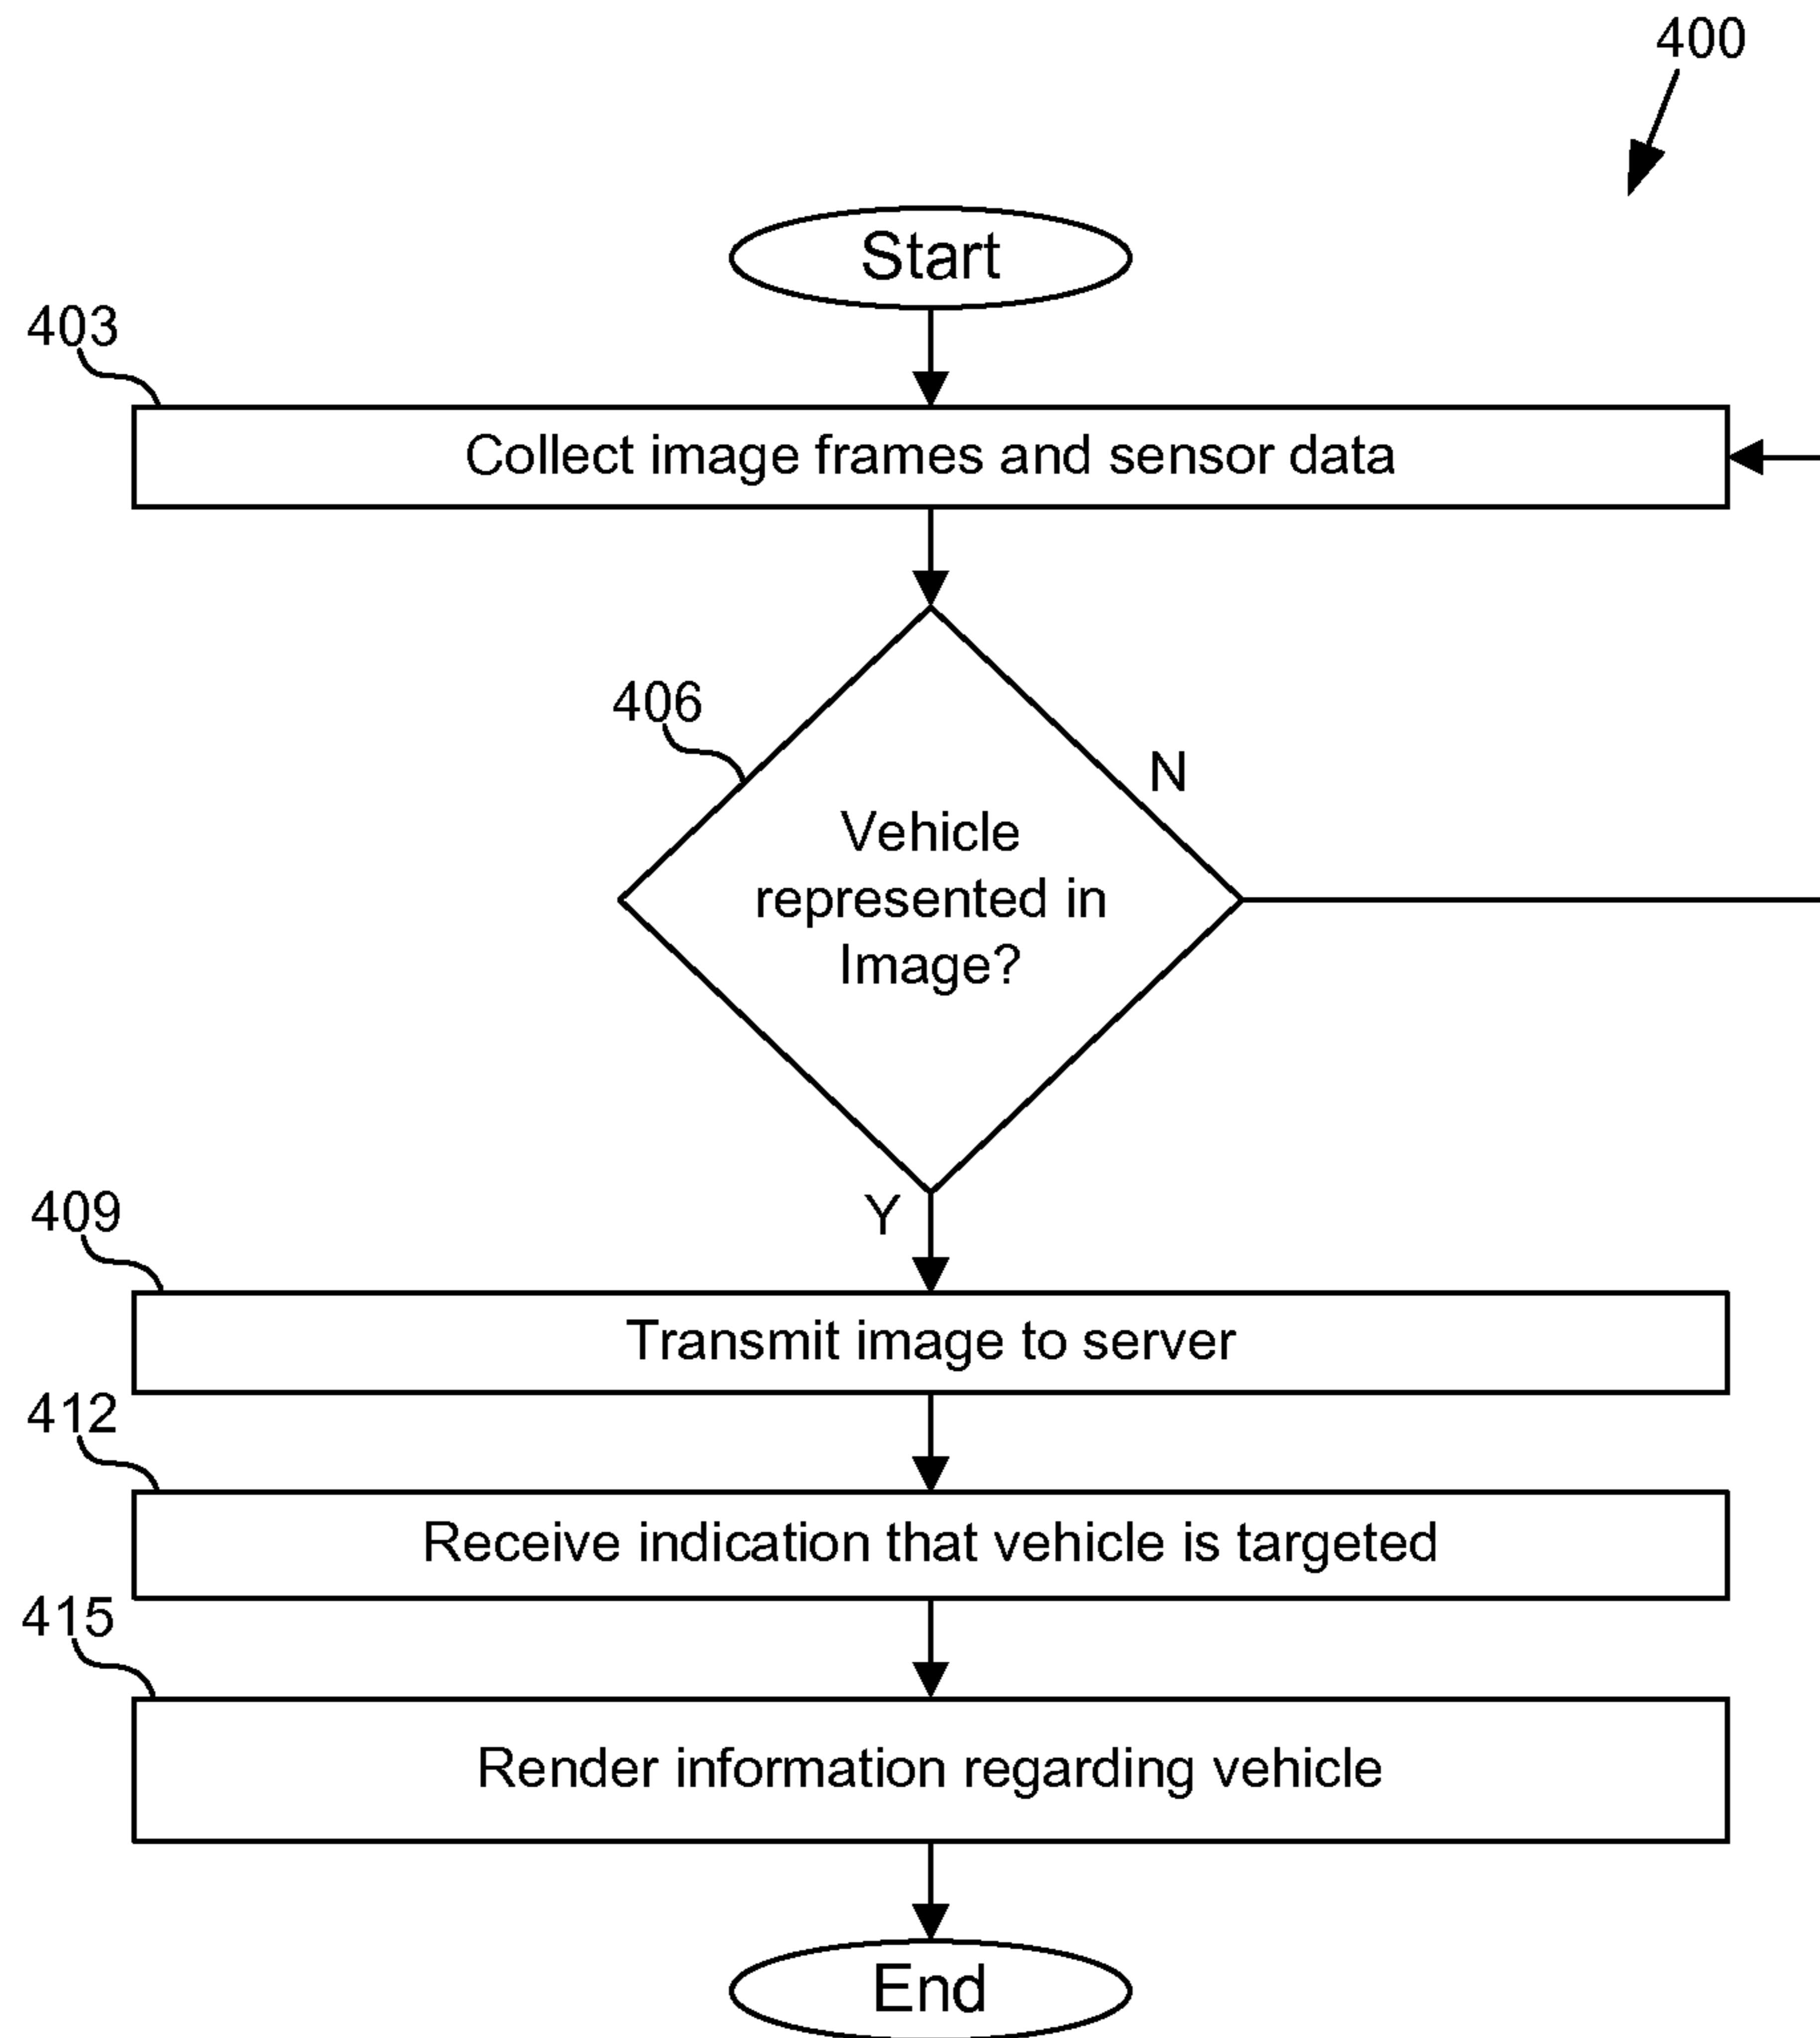 400
Start
403
Collect image frames and sensor data
406
N
Vehicle
represented in
Image?
Y
409
Transmit image to server
412
Receive indication that vehicle is targeted
415
Render information regarding vehicle
End